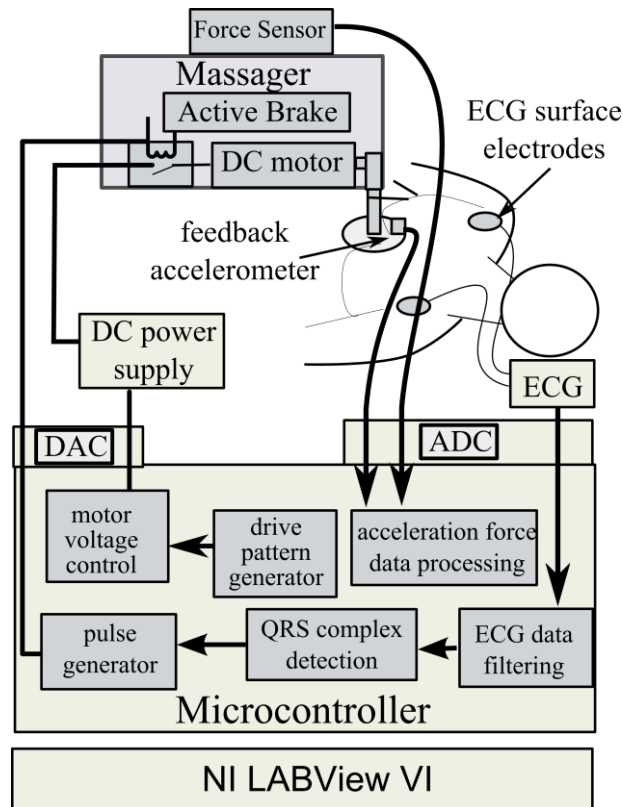 Force Sensor
Massager
Active Brake
DC motor
ECG surface
electrodes
feedback
accelerometer
DC power
supply
ECG
DAC
ADC
motor
voltage
control
drive
pattern
generator
acceleration force
data processing
pulse
generator
QRS complex
detection
ECG data
filtering
Microcontroller
NI LABView VI